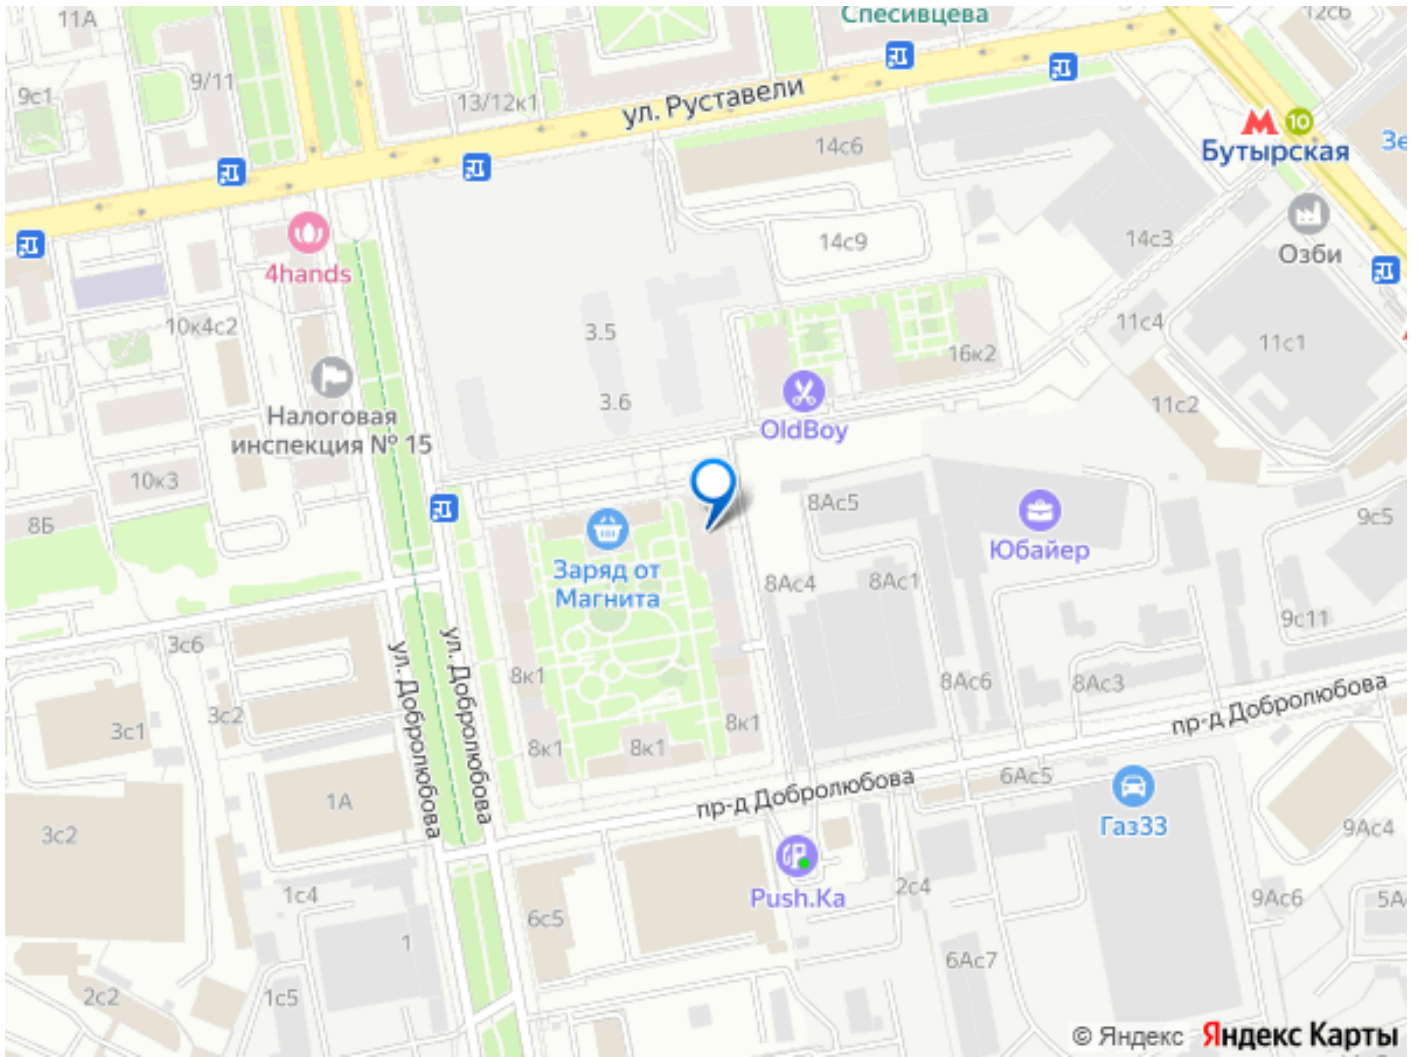 11А
Спесивцева
12с6
9с1
9/11
13/12к1
ул. Руставели
14с6
10
Бутырская
Зе
4hands
14с9
14с3
Озби
10к4с2
3.5
11с4
11с1
16к2
Налоговая
инспекция № 15
3.6
OldBoy
11с2
10к3
8Б
8Ас5
Юбайер
9с5
Заряд от
Магнита
8Ас4
8Ас1
3с6
9с11
ул. Добролюбова
ул. Добролюбова
8к1
8Ас6
8Ас3
пр-д Добролюбова
3с1
3с2
8к1
8к1
8к1
пр-д Добролюбова
6Ас5
1А
Газ33
3с2
9Ас4
1с4
Push.Ka
2с4
9Ас6
5А
6с5
1
6Ас7
2с2
1с5
© Яндекс Яндекс Карты